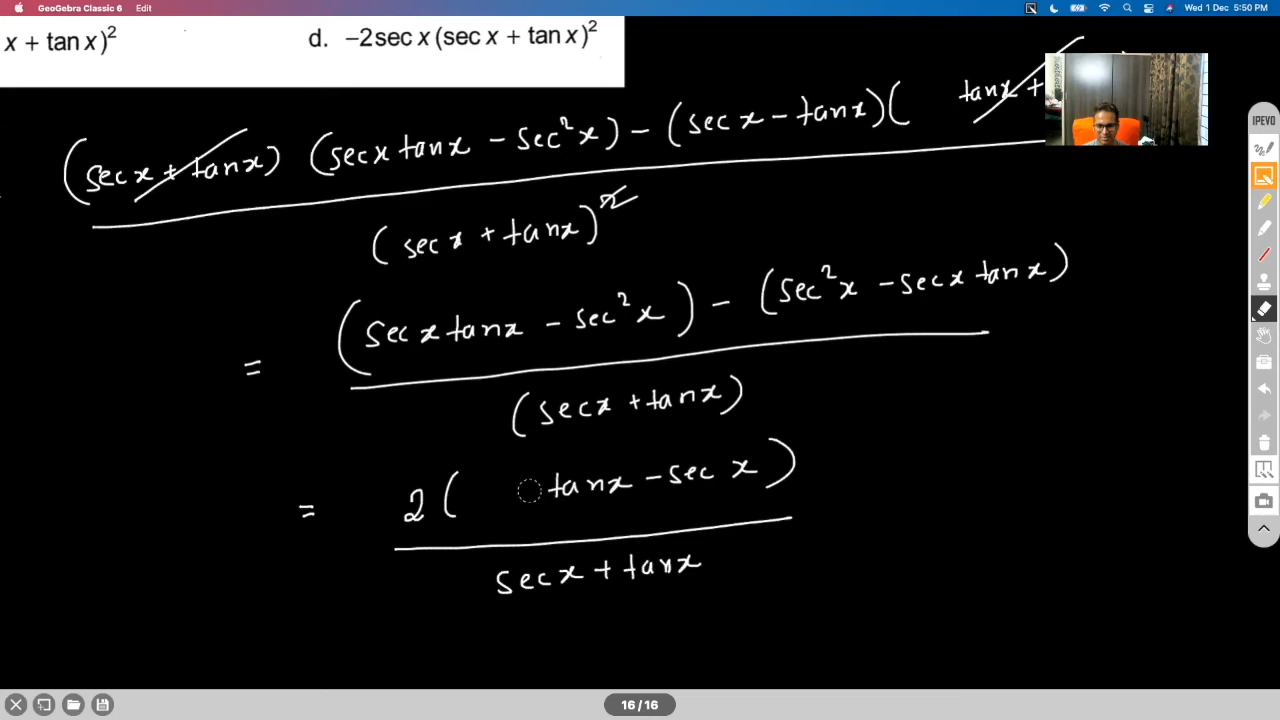 GeoGebra Classic 6 Edit Wed 1 Dec 5:50 PM
x + tan x)² d. −2 sec x (sec x + tan x)²
(sec x + tan x) (sec x tan x − sec² x) − (sec x − tan x) ( tan x +
(sec x + tan x)²
= (sec x tan x − sec² x) − (sec² x − sec x tan x)
(sec x + tan x)
= 2 ( tan x − sec x)
sec x + tan x
IPEVO
16 / 16